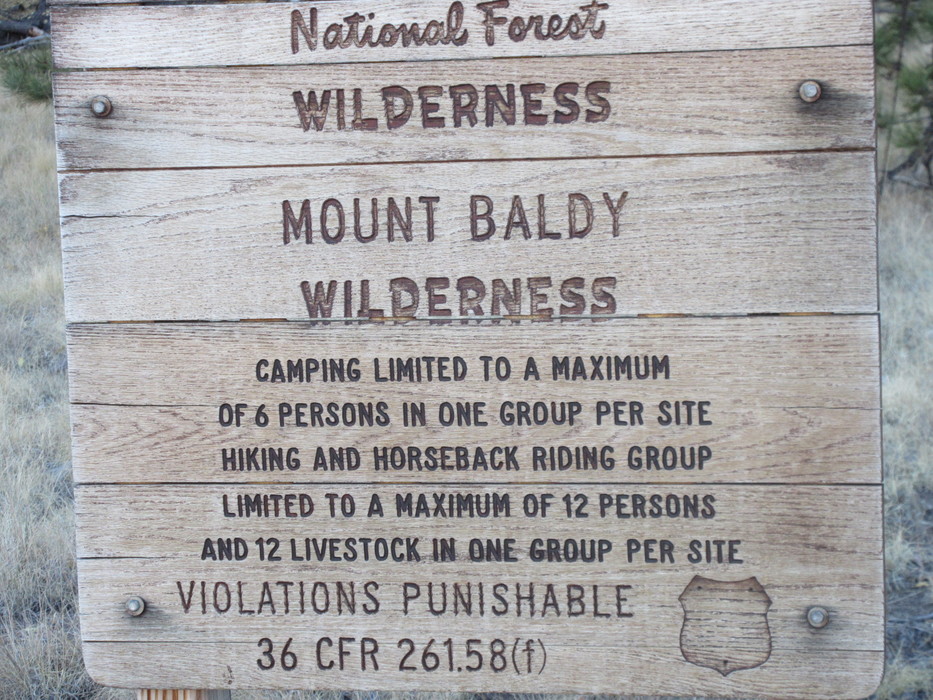 National Forest
WILDERNESS
MOUNT BALDY
WILDERNESS
CAMPING LIMITED TO A MAXIMUM
OF 6 PERSONS IN ONE GROUP PER SITE
HIKING AND HORSEBACK RIDING GROUP
LIMITED TO A MAXIMUM OF 12 PERSONS
AND 12 LIVESTOCK IN ONE GROUP PER SITE
VIOLATIONS PUNISHABLE
36 CFR 261.58(f)